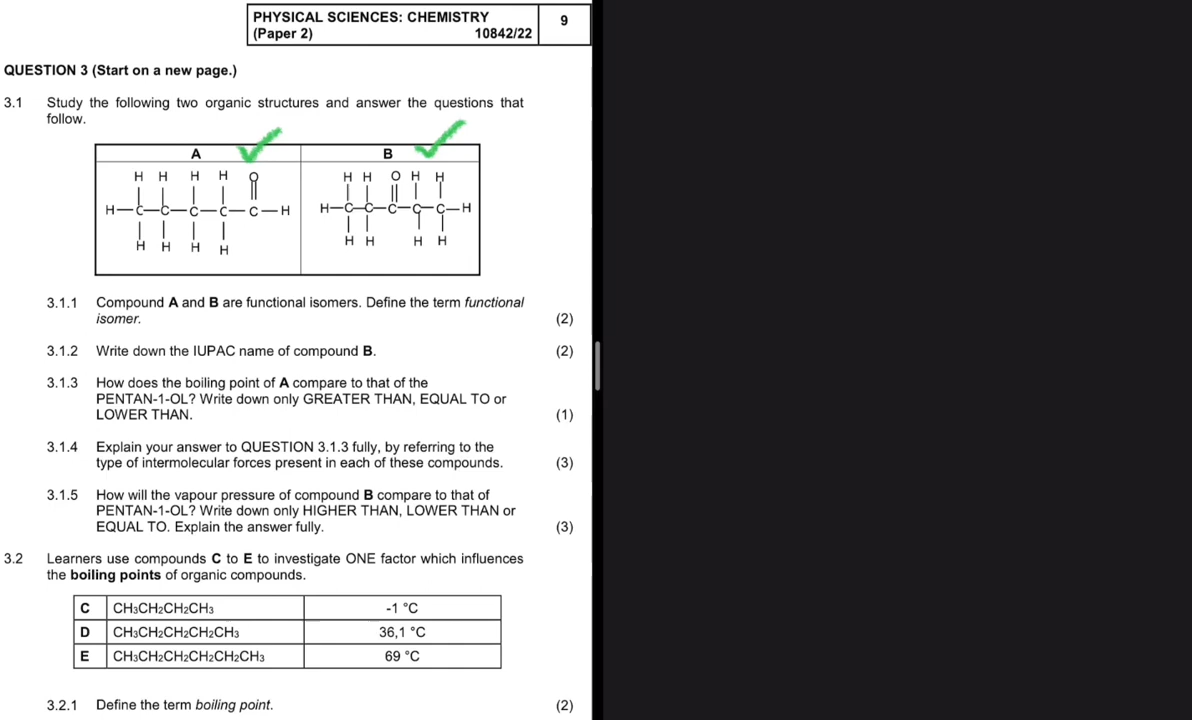 PHYSICAL SCIENCES: CHEMISTRY
(Paper 2) 10842/22
9
QUESTION 3 (Start on a new page.)
3.1 Study the following two organic structures and answer the questions that
follow.
A B
H H H H O
H—C—C—C—C—C—H
H H H H
H H O H H
H—C—C—C—C—C—H
H H H H
3.1.1 Compound A and B are functional isomers. Define the term functional
isomer. (2)
3.1.2 Write down the IUPAC name of compound B. (2)
3.1.3 How does the boiling point of A compare to that of the
PENTAN-1-OL? Write down only GREATER THAN, EQUAL TO or
LOWER THAN. (1)
3.1.4 Explain your answer to QUESTION 3.1.3 fully, by referring to the
type of intermolecular forces present in each of these compounds. (3)
3.1.5 How will the vapour pressure of compound B compare to that of
PENTAN-1-OL? Write down only HIGHER THAN, LOWER THAN or
EQUAL TO. Explain the answer fully. (3)
3.2 Learners use compounds C to E to investigate ONE factor which influences
the boiling points of organic compounds.
C CH₃CH₂CH₂CH₃ -1 °C
D CH₃CH₂CH₂CH₂CH₃ 36,1 °C
E CH₃CH₂CH₂CH₂CH₂CH₃ 69 °C
3.2.1 Define the term boiling point. (2)